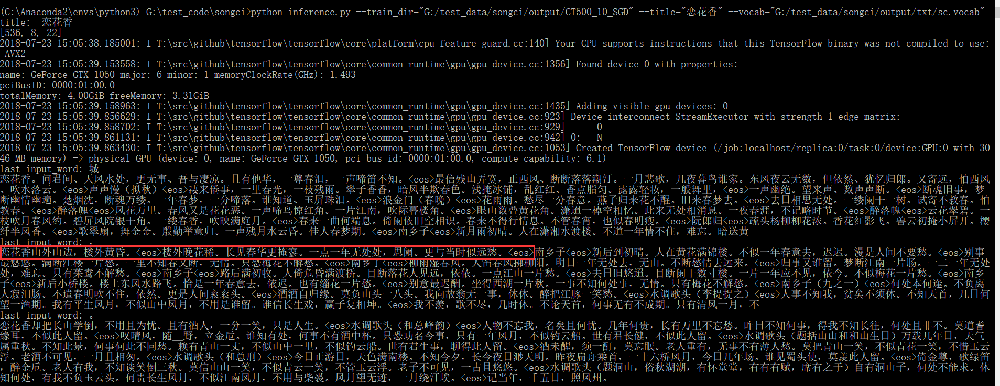 (C:\Anaconda2\envs\python3) G:\test_code\songci>python inference.py --train_dir="G:/test_data/songci/output/CT500_10_SGD" --title="恋花香" --vocab="G:/test_data/songci/output/txt/sc.vocab"
title:  恋花香
[536, 8, 22]
2018-07-23 15:05:38.185001: I T:\src\github\tensorflow\tensorflow\core\platform\cpu_feature_guard.cc:140] Your CPU supports instructions that this TensorFlow binary was not compiled to use:
 AVX2
2018-07-23 15:05:39.153558: I T:\src\github\tensorflow\tensorflow\core\common_runtime\gpu\gpu_device.cc:1356] Found device 0 with properties:
name: GeForce GTX 1050 major: 6 minor: 1 memoryClockRate(GHz): 1.493
pciBusID: 0000:01:00.0
totalMemory: 4.00GiB freeMemory: 3.31GiB
2018-07-23 15:05:39.158963: I T:\src\github\tensorflow\tensorflow\core\common_runtime\gpu\gpu_device.cc:1435] Adding visible gpu devices: 0
2018-07-23 15:05:39.856629: I T:\src\github\tensorflow\tensorflow\core\common_runtime\gpu\gpu_device.cc:923] Device interconnect StreamExecutor with strength 1 edge matrix:
2018-07-23 15:05:39.858702: I T:\src\github\tensorflow\tensorflow\core\common_runtime\gpu\gpu_device.cc:929]      0
2018-07-23 15:05:39.861131: I T:\src\github\tensorflow\tensorflow\core\common_runtime\gpu\gpu_device.cc:942] 0:   N
2018-07-23 15:05:39.863430: I T:\src\github\tensorflow\tensorflow\core\common_runtime\gpu\gpu_device.cc:1053] Created TensorFlow device (/job:localhost/replica:0/task:0/device:GPU:0 with 30
46 MB memory) -> physical GPU (device: 0, name: GeForce GTX 1050, pci bus id: 0000:01:00.0, compute capability: 6.1)
last input_word: 城
恋花香。问君间、天风水处，更无事、吾与凄凉。且有他华，一尊春泪，一声啼笛不知。<eos>最信残山弄寞，正西风、断断落落潮汀。一月悲歌，几夜暮鸟谁家。东风夜云无数，但依然、犹忆归郎。又寄远，怕西风
、吹水落云。<eos>声声慢（拟秋）<eos>凄来倦事，一里春光，一枝残雨。翠子香香，暗风半欺春色。浅掩冰铺，乱红红、香点脂匀。露露轻妆，一般舞里，<eos>一声幽绝。望来声、数声声断。<eos>断魂旧事，梦
断幽情幽遍。楚烟沈，断魂万缕。一年春梦，一分啼落。谁知道、玉屏珠泪。<eos>浪金门（春晚）<eos>花雨雨。愁尽一分春意。燕子归来花不醒。旧来春梦去。<eos>去日相思无处。一缕阑干一树。试寄不教春。怕
教春。<eos>醉落魄<eos>风花万里。春风又是花花恶。一声啼鸟惊红角。一片江南，吹际暮楼角。<eos>眼山数叠黄花角。潇迢一棹空相忆。此来无处相消息。一夜春涯，不记略时节。<eos>醉落魄<eos>云花翠碧。一
枝吹月春风约。碧屏风院银干角。一缕春香，吹映满庭月。<eos>春来一曲何端息。倚阑依旧空相识。春来不得行情息。不管春宵，也似春明瘦。<eos>阮郎归<eos>疏头杨柳柳花浓。香花红影飞。兽云初掩小屏开。樱
纤半凤香。<eos>歌翠扇，舞金金。殷勤举意归。一声残月水云昏。佳人春梦期。<eos>南乡子<eos>新月雨初晴。人在潇湘水渡楼。不道一年情不住，难忘。暗送黄
last input_word: ，
恋花香山外山边，楼外黄昏。<eos>楼外晚花稀。长见春华更掩寥。一点一年无处处，思阑。更与当时似远愁。<eos>南乡子<eos>新后到初晴。人在黄花满锦楼。不似一年春意去，迟迟。漫是人间不要愁。<eos>别事
最悠悠。满断江楼一片愁。一里不知春又断，无情。只恐梅花不解愁。<eos>南乡子<eos>柳雨湿春风。人留春风拂柳阳。明日一年无处去，无由。不断愁情去远来。<eos>归事又谁留。梦断江南一片肠。一二一年无处
处，难忘。只有茱鸾不解愁。<eos>南乡子<eos>路后满初收。人倚危昏满渡桥。目断落花人见远，依依。一点江山一片愁。<eos>去日旧悠迢。目断阑干数寸楼。一片一年应不见，依今。不似梅花一片愁。<eos>南乡
子<eos>新后小桥楼。楼上东风水路飞。恰是一年春意去，依迟。也有缁花一片愁。<eos>别意最迟酬。坐得西湖一片秋。一事不知何处事，无情。只有梅花不解愁。<eos>南乡子（九之一）<eos>何处本何逢。不负离
人寂泪肠。不遣春明吹不住，依然。更是人间衮衮头。<eos>酒酒自归缘。莫负山头一八头。我向故翁无一事，休休。醉把江豚一笑愁。<eos>水调歌头（李提提之）<eos>人事不知我，贫矣不须休。不知天首，几日何
望一渔期。我有平生风月，不似山中风月，不用是谁留。谁信长生戏，赢子复相坤。<eos>我不羡，歌不尽，几时休。不论天首，何事无有不成期。只有清风一月，不
last input_word: 。
恋花香却把长山学倒，不用且为忧。且有酒人，一分一笑，只是人生。<eos>水调歌头（和总峰韵）<eos>人物不忘我，名矣且何忧。几年何贵，长有万里不忘愁。昨日不知何事，得我不知长往，何处且非不。莫道耆
缘耳，不似此人留。<eos>叹晴风，随__野，立金卮。谁知有处，何事不有酒中杯。只恐功名今事，只有一年风月，不似钓云船。世有君长健，不似此人留。<eos>水调歌头（题括山山和和山生日）万载几年日，天气
属重秋。不知此景，何事何此不同愁。赖有青山一丈，不似山中一里，不似钓云船。世有君生事，聊得此人留。<eos>酒未醒，须一酊，莫忘眠。老人重有，无事不有薄人愁。莫把青山一笑，不似青花一笑，不惜玉云
浮。老酒不可见，一月且相匆。<eos>水调歌头（和总刑）<eos>今日正游日，天色满南楼。不知今夕，长今夜日渺天明。昨夜扁舟乘首，一十六桥风月，今日几年场。谁见蜀头使，莫羡此人留。<eos>倚金尊，歌绿笛
，醉金卮。老人有我，不知谈笑倒三秋。莫信山山一笑，不似青云一笑，不管玉云浮。老子不可见，一古且悠悠。<eos>水调歌头（题洞山，俗秋湖湖，有怀堂堂，有有有赋，席有之于）自有洞山子，何处不能求。休
知何处，有我不负玉云头。何贵长生风月，不似江南风月，不用与柴裘。风月望无迹，一月绕汀埃。<eos>记当年，千五日，照风州。